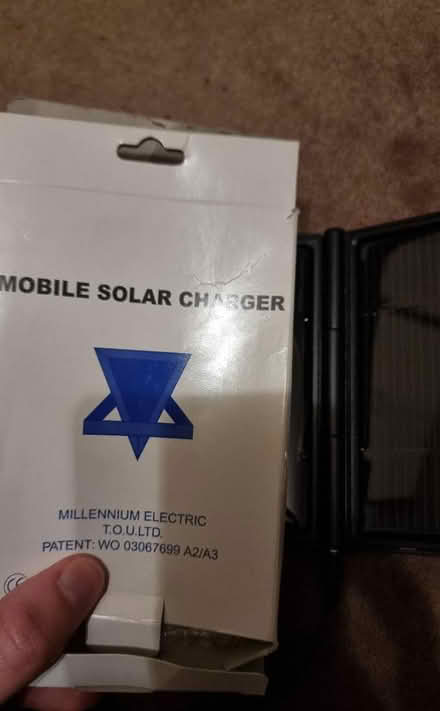 MOBILE SOLAR CHARGER
MILLENNIUM ELECTRIC
T.O.U.LTD.
PATENT: WO 03067699 A2/A3